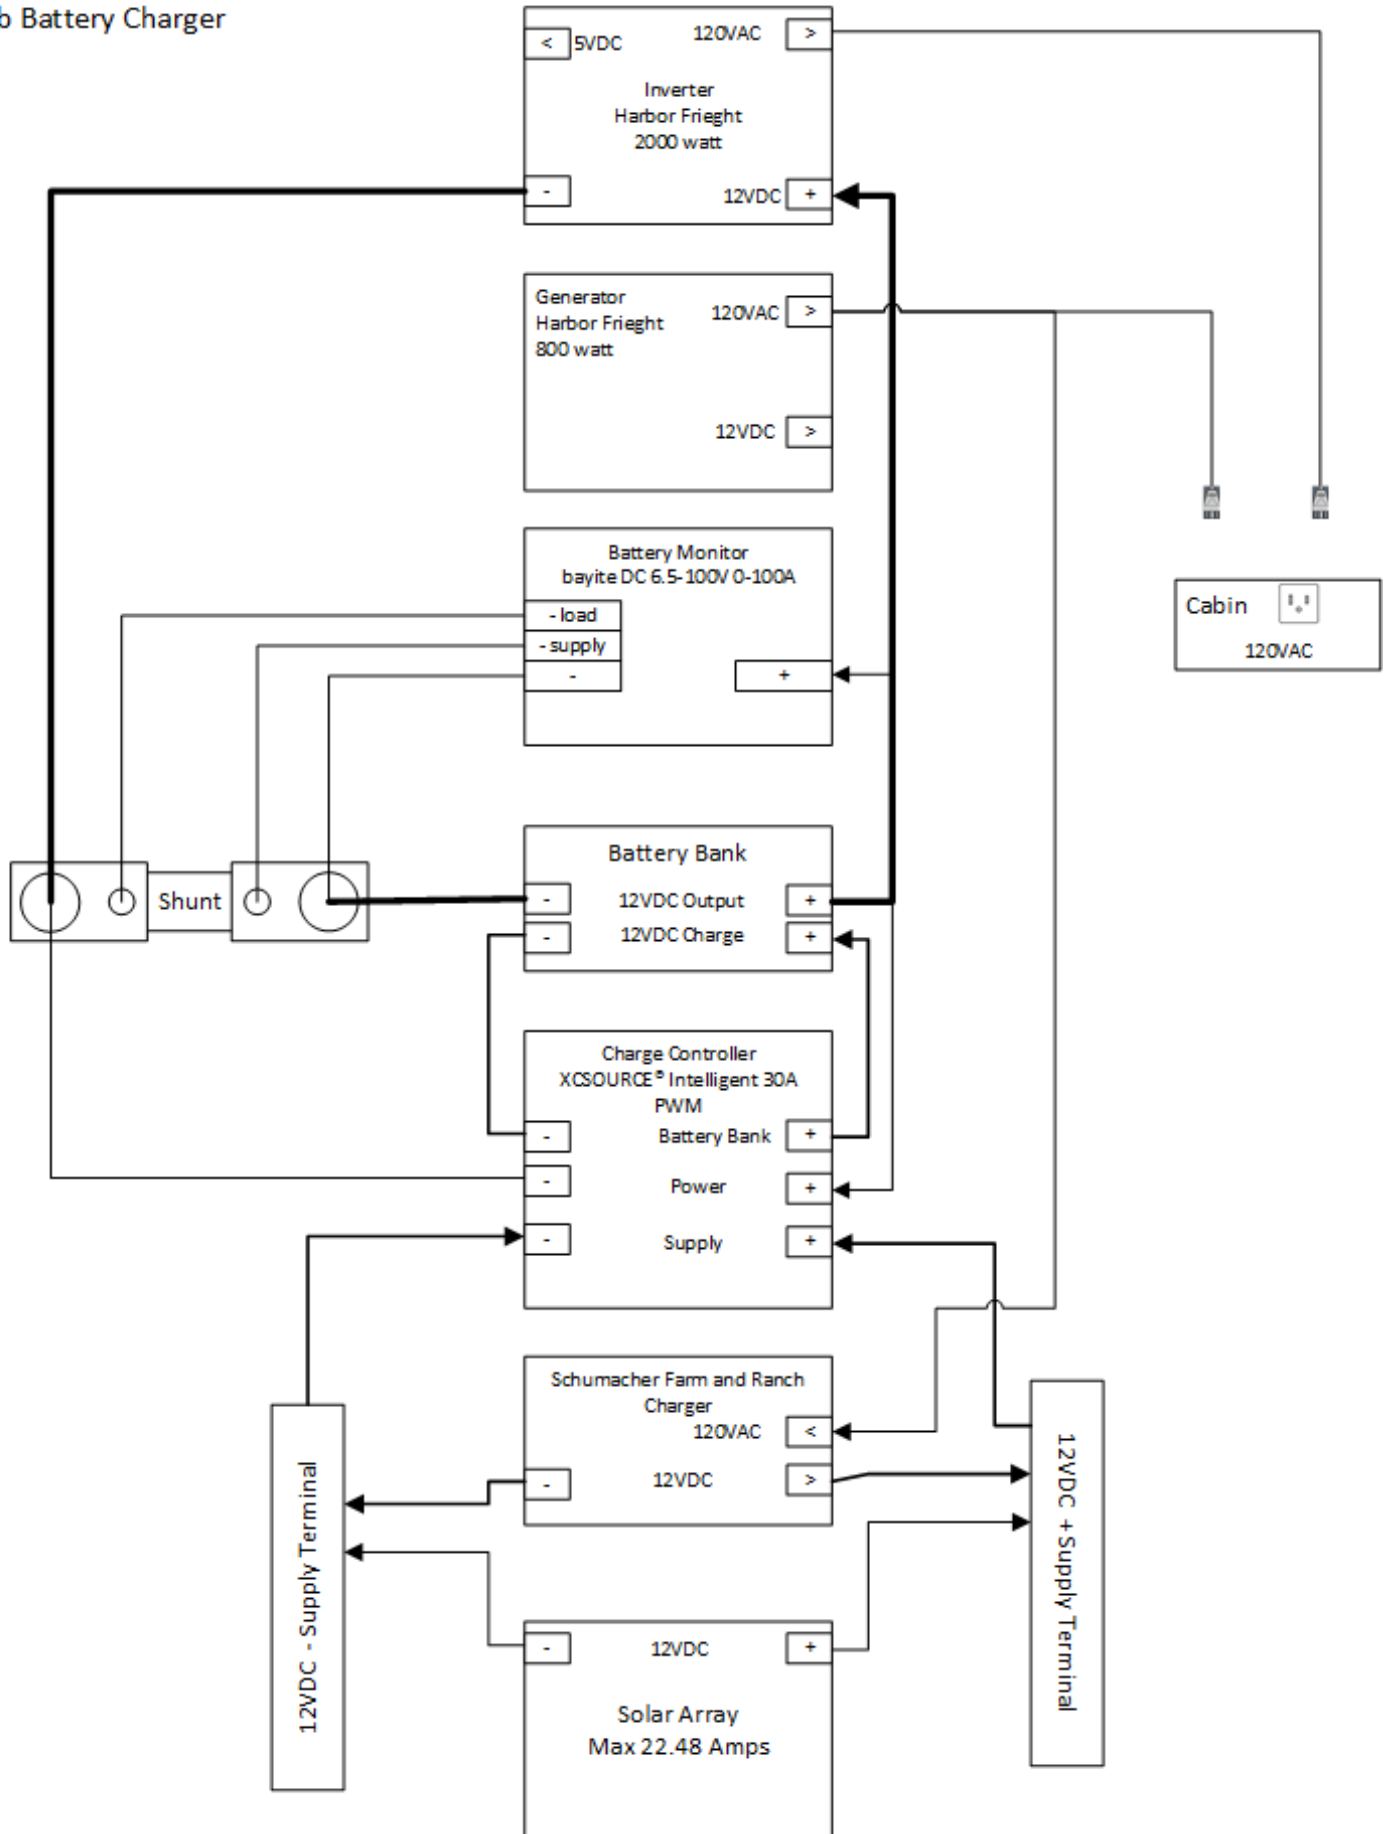 b Battery Charger
< 5VDC 120VAC >
Inverter
Harbor Frieght
2000 watt
- 12VDC +
Generator
Harbor Frieght
800 watt
120VAC >
12VDC >
Battery Monitor
bayite DC 6.5-100V 0-100A
- load
- supply
- +
Cabin
120VAC
Battery Bank
- 12VDC Output +
- 12VDC Charge +
Shunt
Charge Controller
XCSOURCE® Intelligent 30A
PWM
- Battery Bank +
- Power +
- Supply +
Schumacher Farm and Ranch
Charger
120VAC <
- 12VDC >
12VDC - Supply Terminal
12VDC + Supply Terminal
- 12VDC +
Solar Array
Max 22.48 Amps